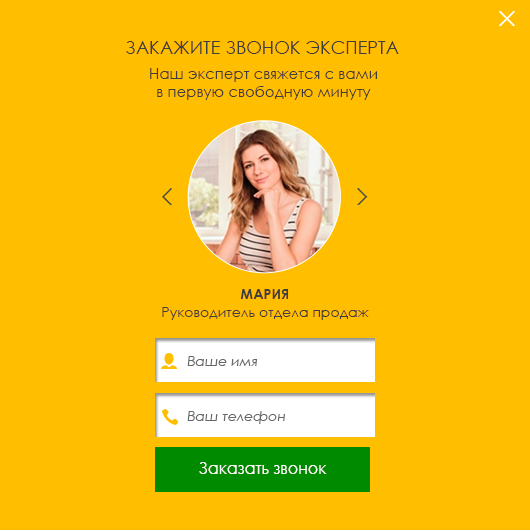 ЗАКАЖИТЕ ЗВОНОК ЭКСПЕРТА
Наш эксперт свяжется с вами
в первую свободную минуту
МАРИЯ
Руководитель отдела продаж
Ваше имя
Ваш телефон
Заказать звонок